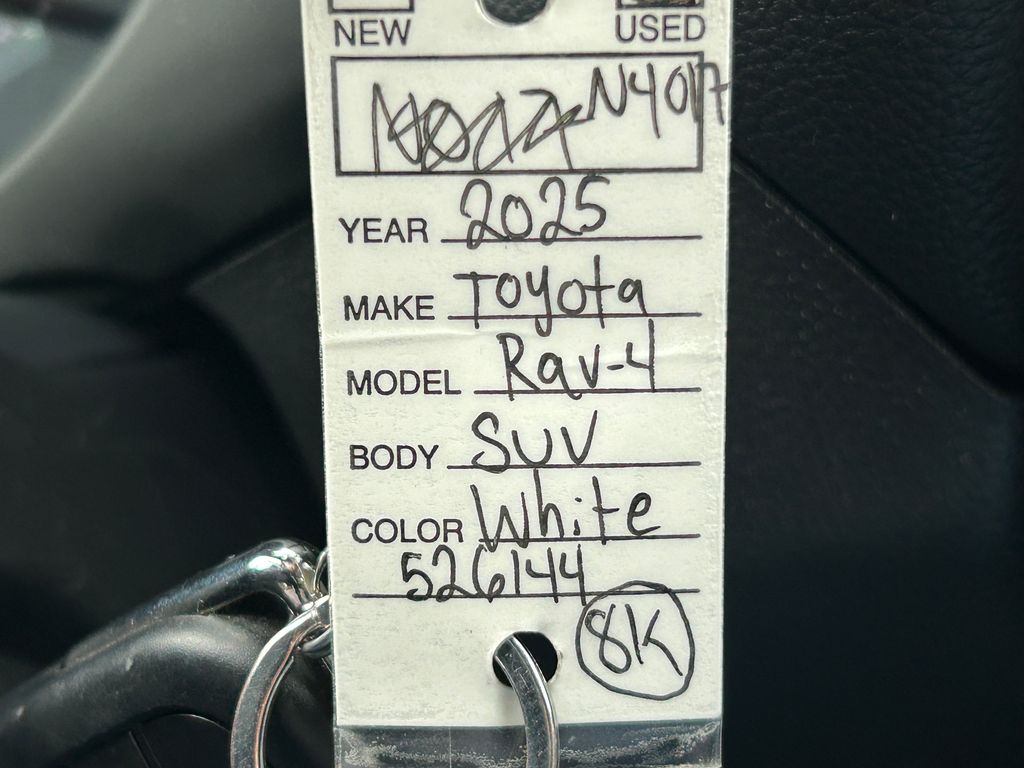 NEW USED
N4017
YEAR 2025
MAKE Toyota
MODEL Rav-4
BODY SUV
COLOR White
526144
8K